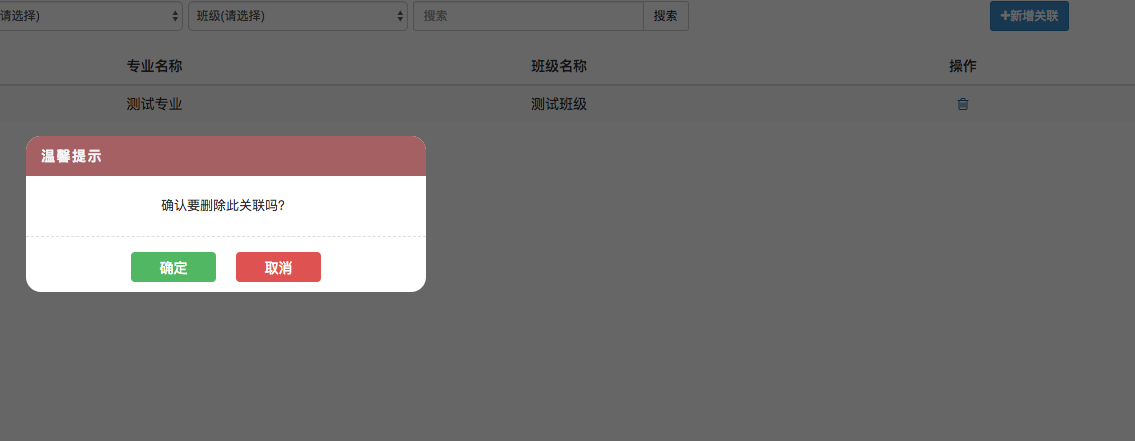 请选择)
班级(请选择)
搜索
搜索
新增关联
专业名称
班级名称
操作
测试专业
测试班级
温馨提示
确认要删除此关联吗?
确定
取消